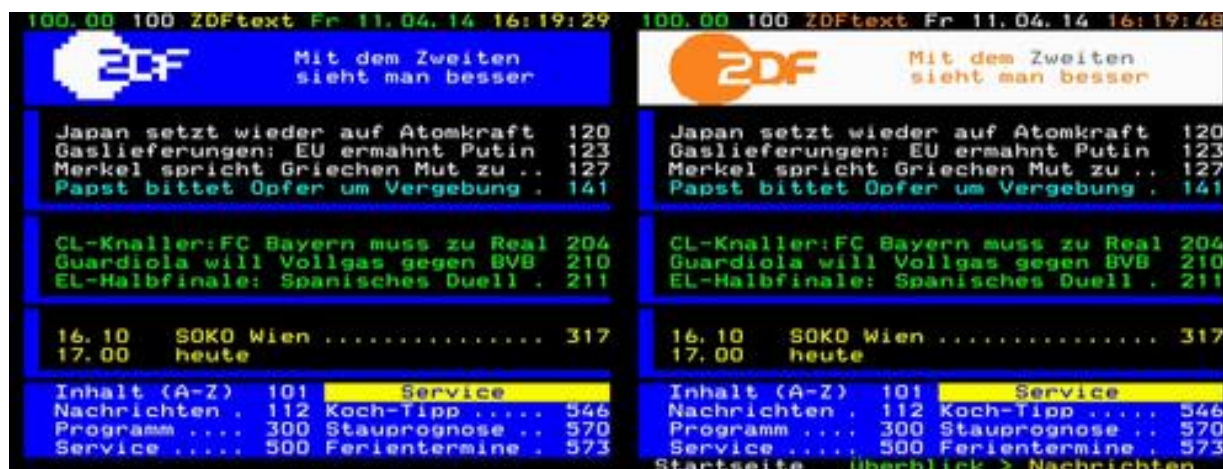 100.00 100 ZDFtext Fr 11.04.14 16:19:29
ZDF
Mit dem Zweiten
sieht man besser
Japan setzt wieder auf Atomkraft 120
Gaslieferungen: EU ermahnt Putin 123
Merkel spricht Griechen Mut zu .. 127
Papst bittet Opfer um Vergebung . 141
CL-Knaller:FC Bayern muss zu Real 204
Guardiola will Vollgas gegen BVB 210
EL-Halbfinale: Spanisches Duell . 211
16.10 SOKO Wien ............... 317
17.00 heute
Inhalt (A-Z) 101 Service
Nachrichten . 112 Koch-Tipp ..... 546
Programm .... 300 Stauprognose .. 570
Service ..... 500 Ferientermine . 573
100.00 100 ZDFtext Fr 11.04.14 16:19:48
ZDF
Mit dem Zweiten
sieht man besser
Japan setzt wieder auf Atomkraft 120
Gaslieferungen: EU ermahnt Putin 123
Merkel spricht Griechen Mut zu .. 127
Papst bittet Opfer um Vergebung . 141
CL-Knaller:FC Bayern muss zu Real 204
Guardiola will Vollgas gegen BVB 210
EL-Halbfinale: Spanisches Duell . 211
16.10 SOKO Wien ............... 317
17.00 heute
Inhalt (A-Z) 101 Service
Nachrichten . 112 Koch-Tipp ..... 546
Programm .... 300 Stauprognose .. 570
Service ..... 500 Ferientermine . 573
Startseite Überblick > Nachrichten